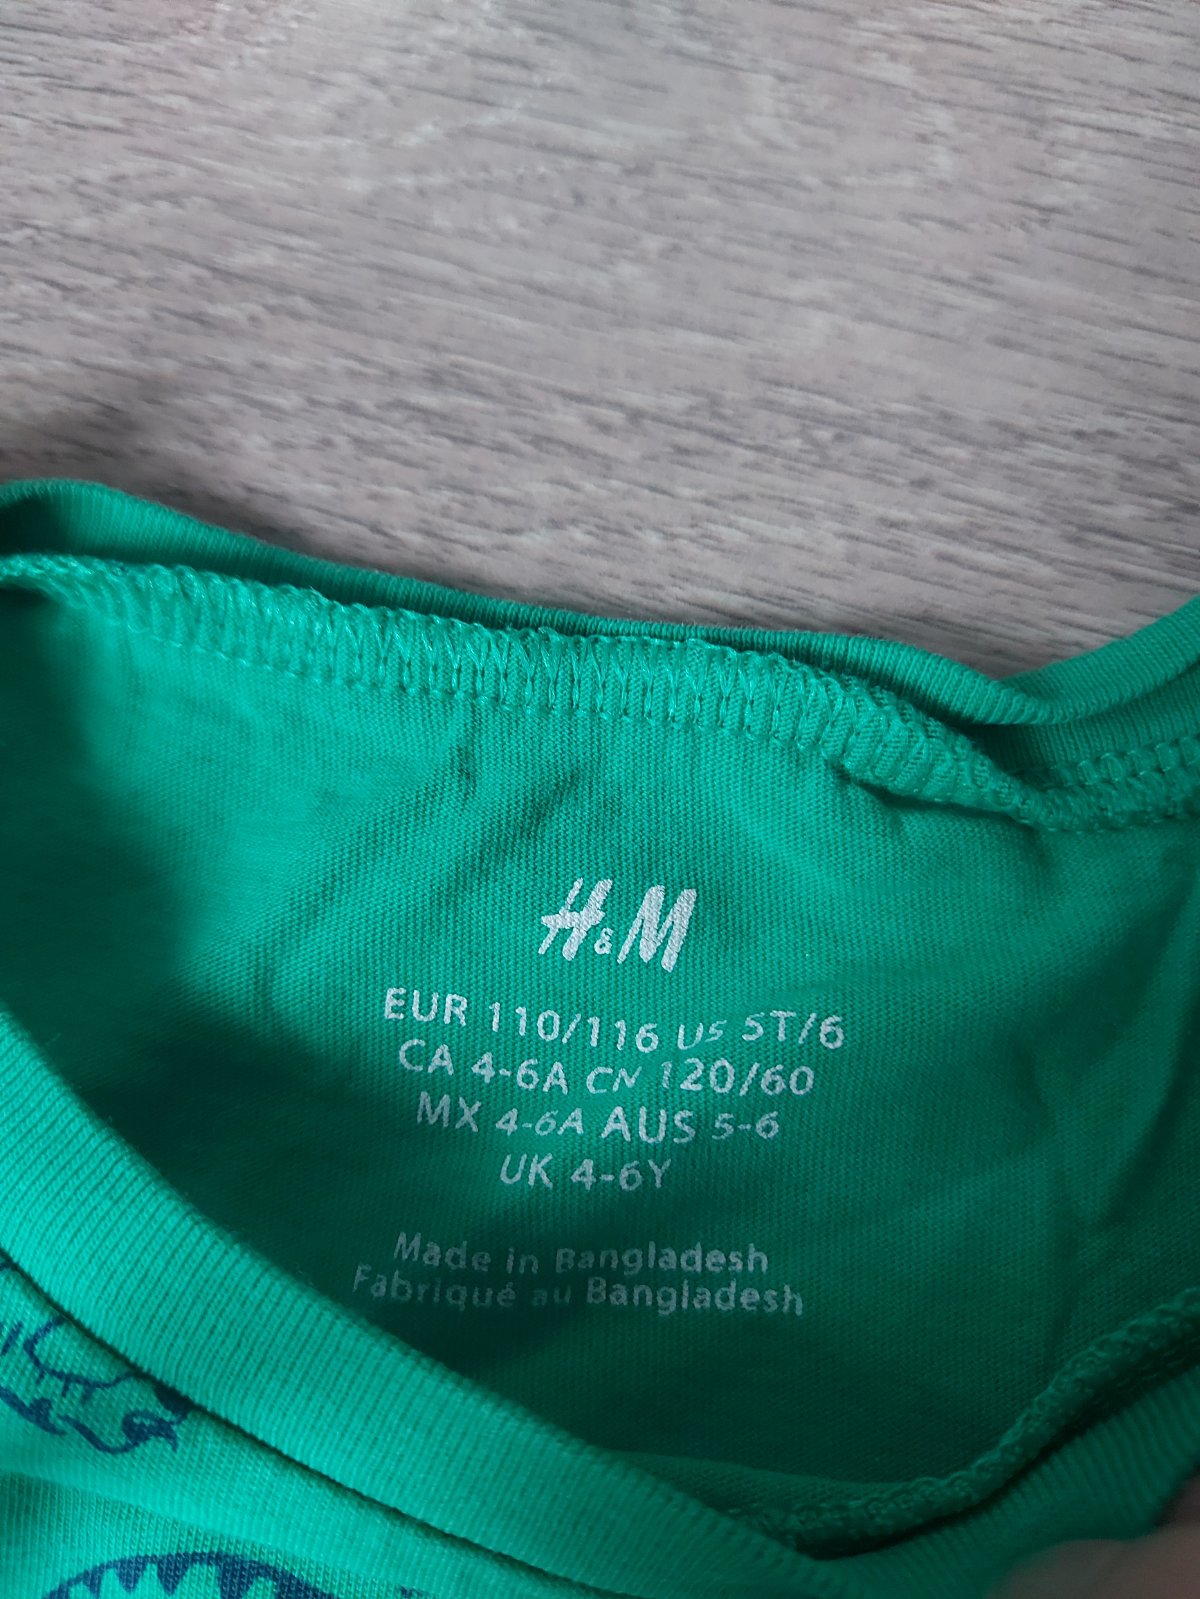 H&M
EUR 110/116 US 5T/6
CA 4-6A CN 120/60
MX 4-6A AUS 5-6
UK 4-6Y
Made in Bangladesh
Fabriqué au Bangladesh